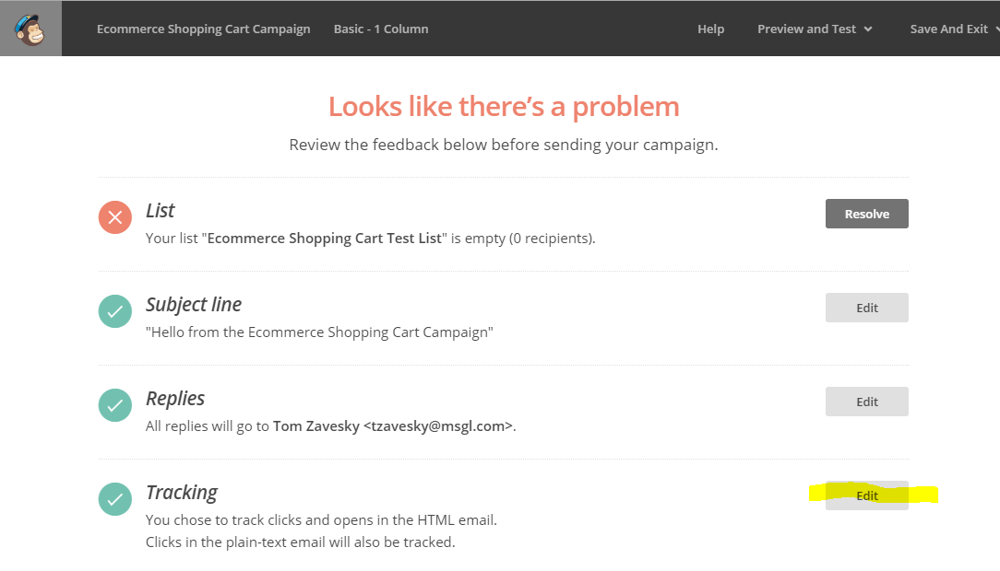 Ecommerce Shopping Cart Campaign Basic - 1 Column Help Preview and Test Save And Exit
Looks like there's a problem
Review the feedback below before sending your campaign.
List
Resolve
Your list "Ecommerce Shopping Cart Test List" is empty (0 recipients).
Subject line
Edit
"Hello from the Ecommerce Shopping Cart Campaign"
Replies
Edit
All replies will go to Tom Zavesky <tzavesky@msgl.com>.
Tracking
Edit
You chose to track clicks and opens in the HTML email.
Clicks in the plain-text email will also be tracked.